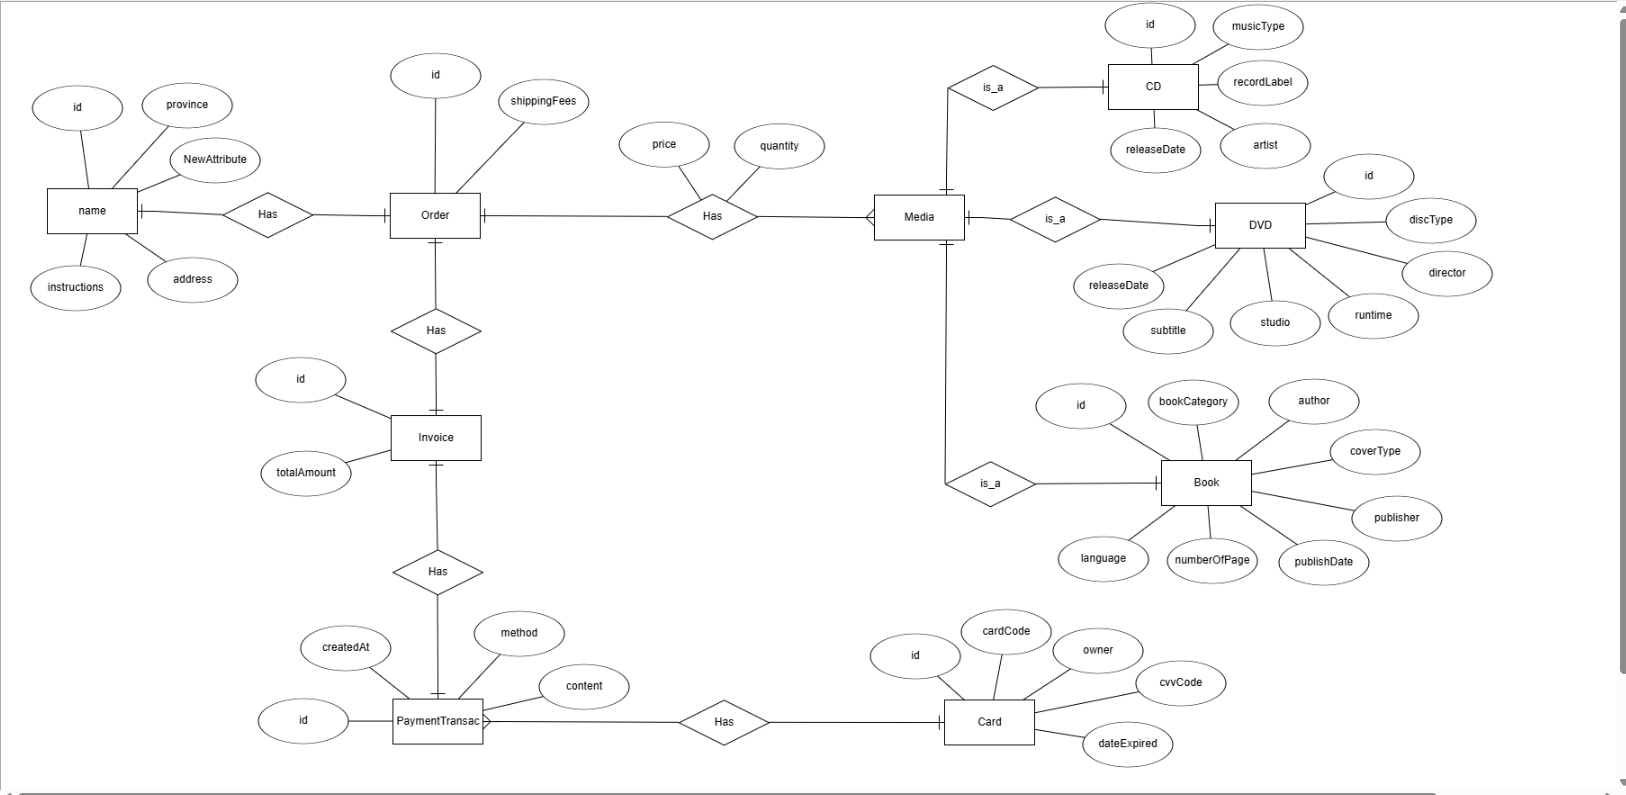 id
musicType
is_a
CD
recordLabel
releaseDate
artist
id
shippingFees
id
province
NewAttribute
name
Has
Order
instructions
address
price
quantity
Has
Media
is_a
DVD
id
discType
director
releaseDate
subtitle
studio
runtime
Has
id
Invoice
totalAmount
id
bookCategory
author
coverType
is_a
Book
publisher
language
numberOfPage
publishDate
Has
createdAt
method
content
id
PaymentTransac
Has
Card
id
cardCode
owner
cvvCode
dateExpired